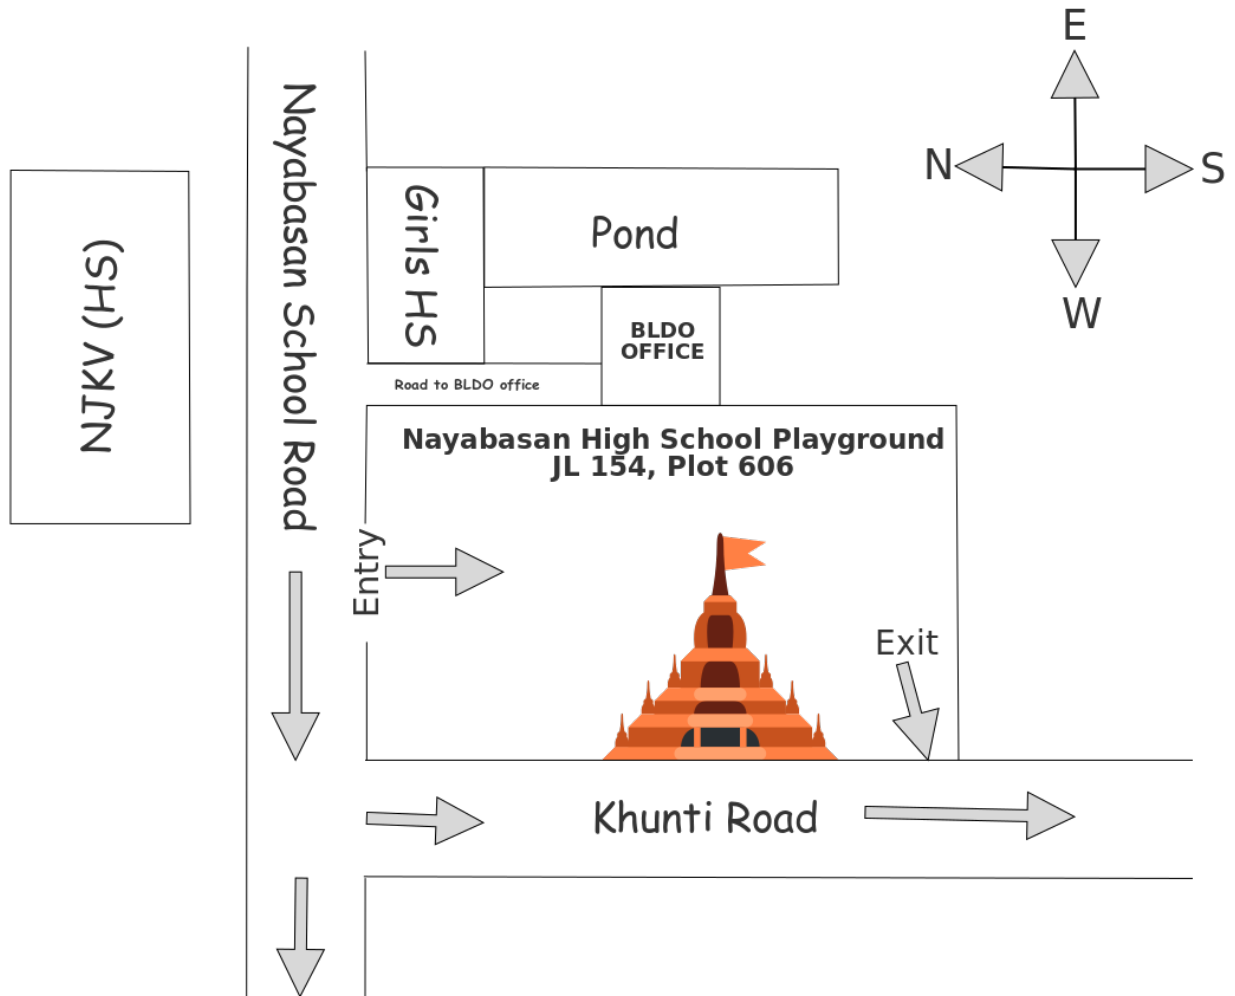 E
N
S
W
Nayabasan School Road
NJKV (HS)
Girls HS
Pond
BLDO
OFFICE
Road to BLDO office
Nayabasan High School Playground
JL 154, Plot 606
Entry
Exit
Khunti Road